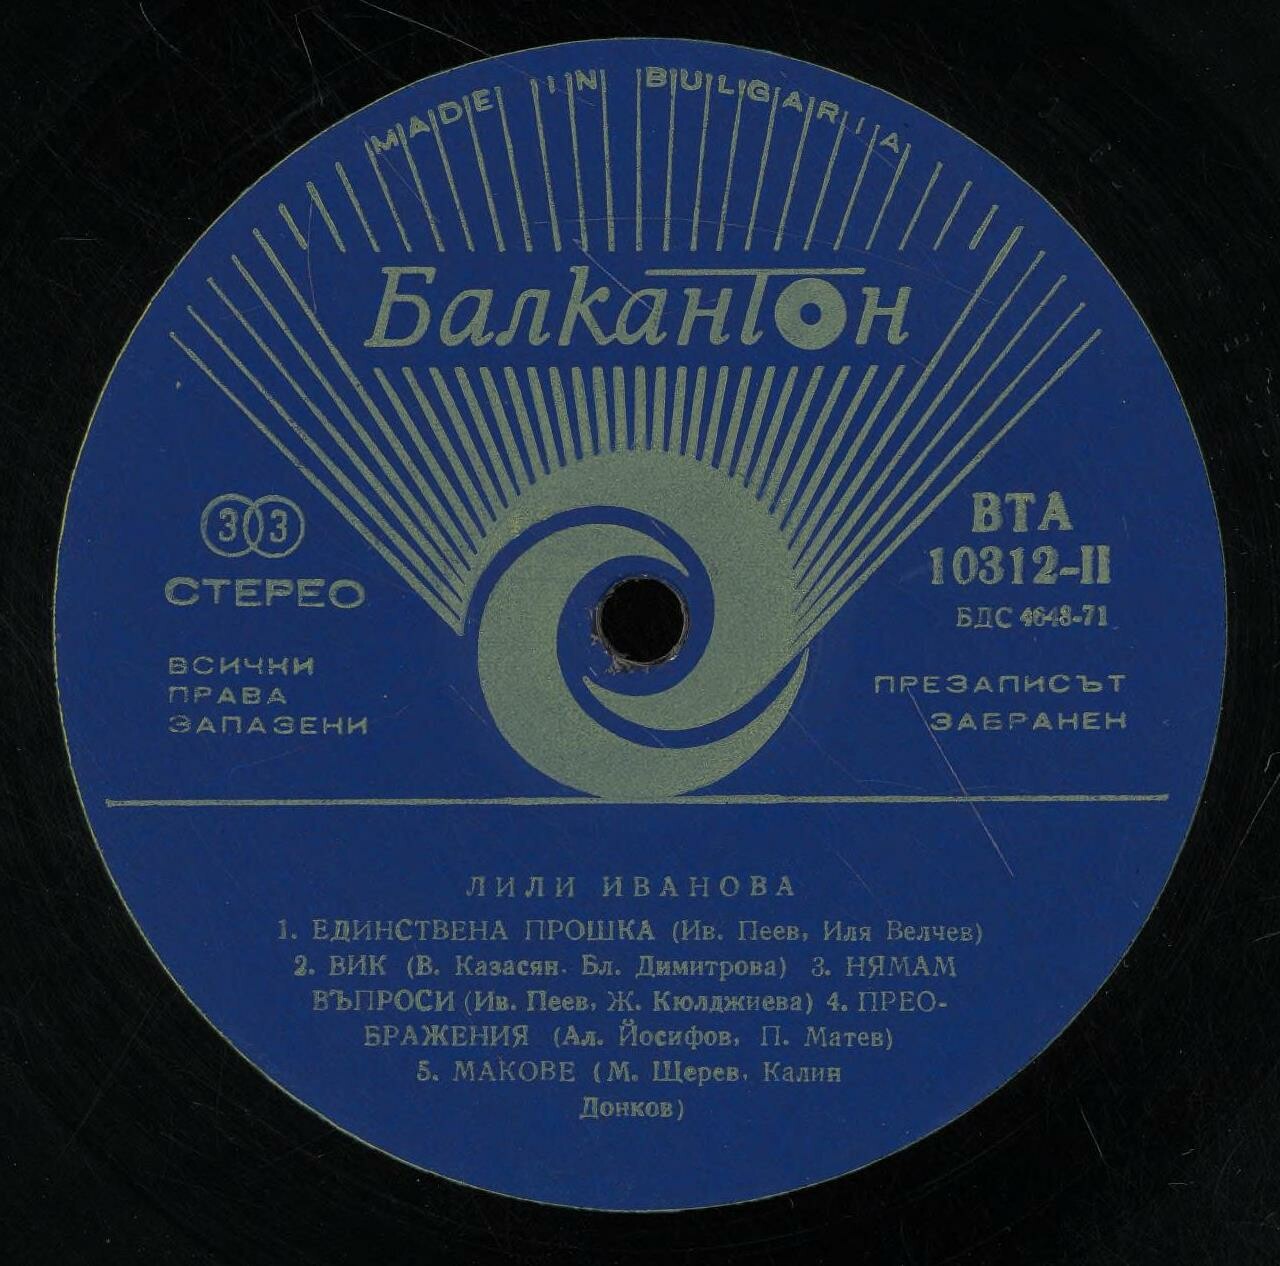 MADE IN BULGARIA
Балкантон
33
СТЕРЕО
ВСИЧКИ
ПРАВА
ЗАПАЗЕНИ
ВТА
10312-II
БДС 4648-71
ПРЕЗАПИСЪТ
ЗАБРАНЕН
ЛИЛИ ИВАНОВА
1. ЕДИНСТВЕНА ПРОШКА (Ив. Пеев, Иля Велчев)
2. ВИК (В. Казасян. Бл. Димитрова) 3. НЯМАМ
ВЪПРОСИ (Ив. Пеев, Ж. Кюлджиева) 4. ПРЕО-
БРАЖЕНИЯ (Ал. Йосифов, П. Матев)
5. МАКОВЕ (М. Щерев, Калин
Донков)